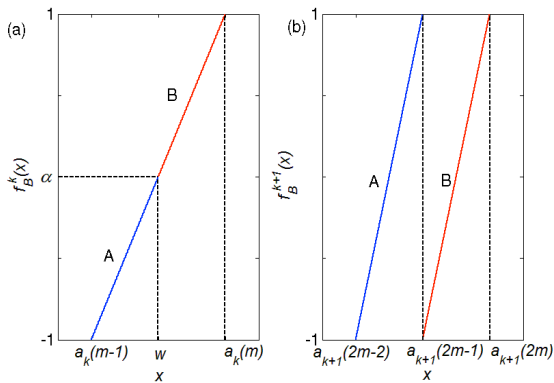 (a)
1
f_B^k(x)
α
-1
B
A
a_k(m-1)
w
a_k(m)
x
(b)
1
f_B^{k+1}(x)
-1
A
B
a_{k+1}(2m-2)
a_{k+1}(2m-1)
a_{k+1}(2m)
x